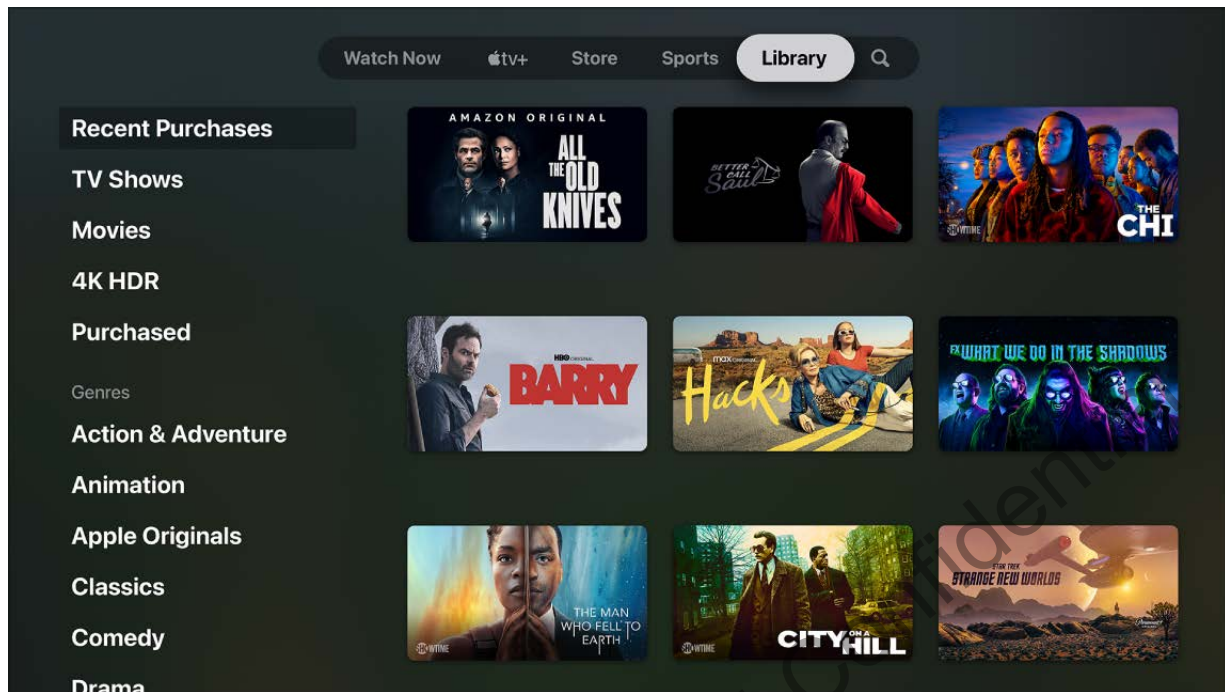 Watch Now
tv+
Store
Sports
Library
Recent Purchases
TV Shows
Movies
4K HDR
Purchased
Genres
Action & Adventure
Animation
Apple Originals
Classics
Comedy
Drama
AMAZON ORIGINAL
ALL
THE OLD
KNIVES
BETTER
CALL
Saul
SHOWTIME
THE
CHI
HBO ORIGINAL
BARRY
max ORIGINAL
Hacks
FX WHAT WE DO IN THE SHADOWS
SHOWTIME
THE MAN
WHO FELL TO
EARTH
SHOWTIME
CITY ON A
HILL
STAR TREK
STRANGE NEW WORLDS